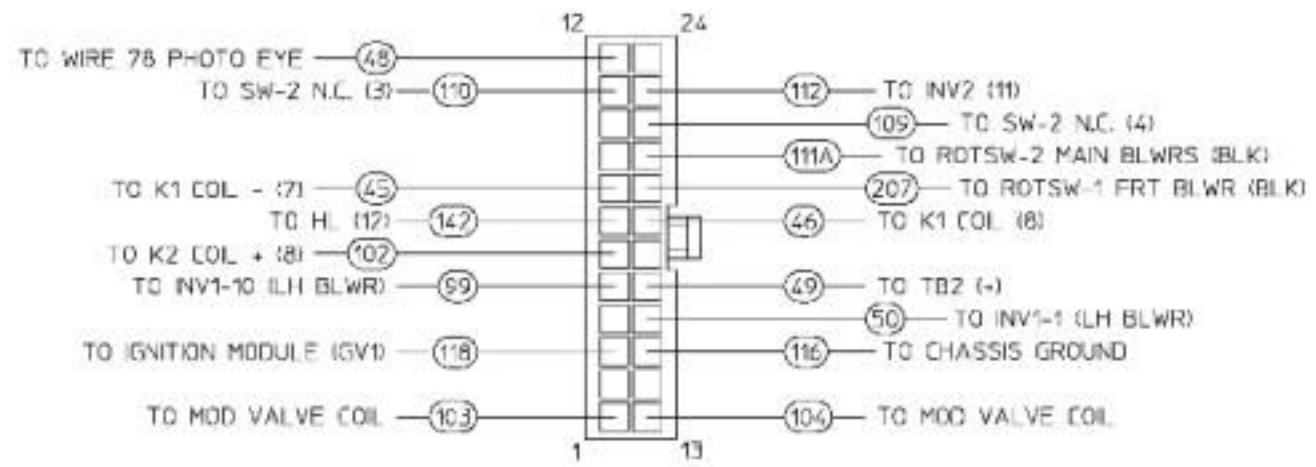 12 24
TO WIRE 78 PHOTO EYE 48
TO SW-2 N.C. (3) 110 112 TO INV2 (11)
109 TO SW-2 N.C. (4)
111A TO ROTSW-2 MAIN BLWRS (BLK)
TO K1 COIL - (7) 45 207 TO ROTSW-1 FRT BLWR (BLK)
TO HL (12) 142 46 TO K1 COIL (8)
TO K2 COIL + (8) 102
TO INV1-10 (LH BLWR) 99 49 TO TB2 (-)
50 TO INV1-1 (LH BLWR)
TO IGNITION MODULE (GV1) 118 116 TO CHASSIS GROUND
TO MOD VALVE COIL 103 104 TO MOD VALVE COIL
1 13